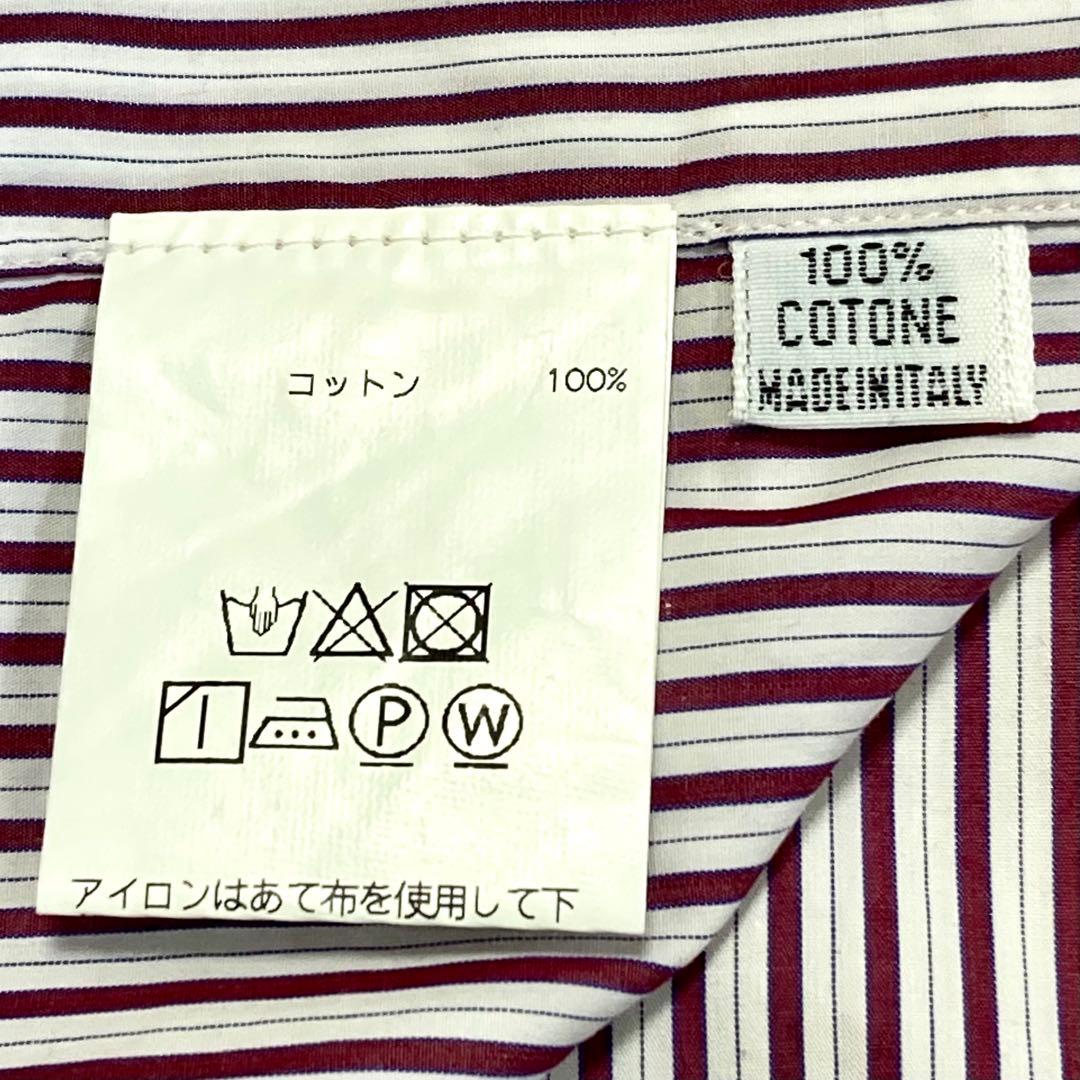 コットン 100%
P W
アイロンはあて布を使用して下
100%
COTONE
MADEINITALY